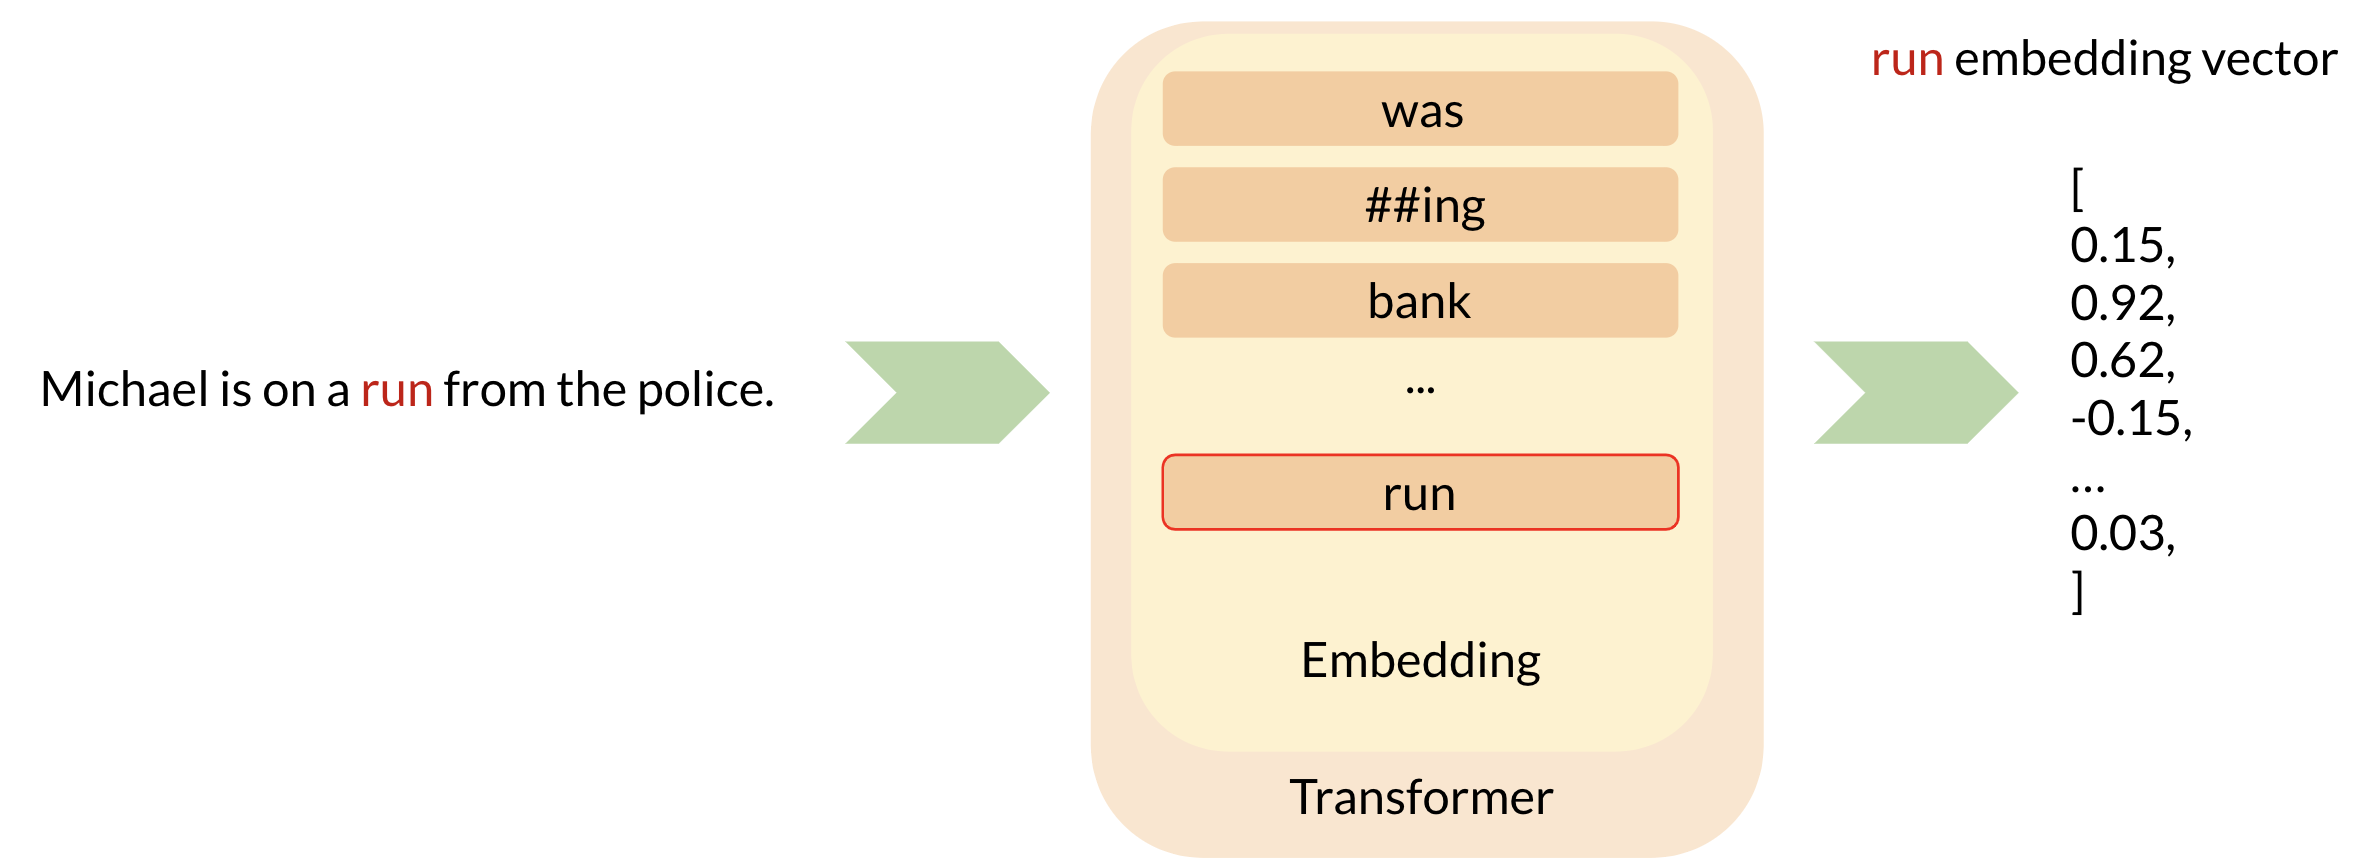 Michael is on a run from the police.
was
##ing
bank
...
run
Embedding
Transformer
run embedding vector
[
0.15,
0.92,
0.62,
-0.15,
...
0.03,
]